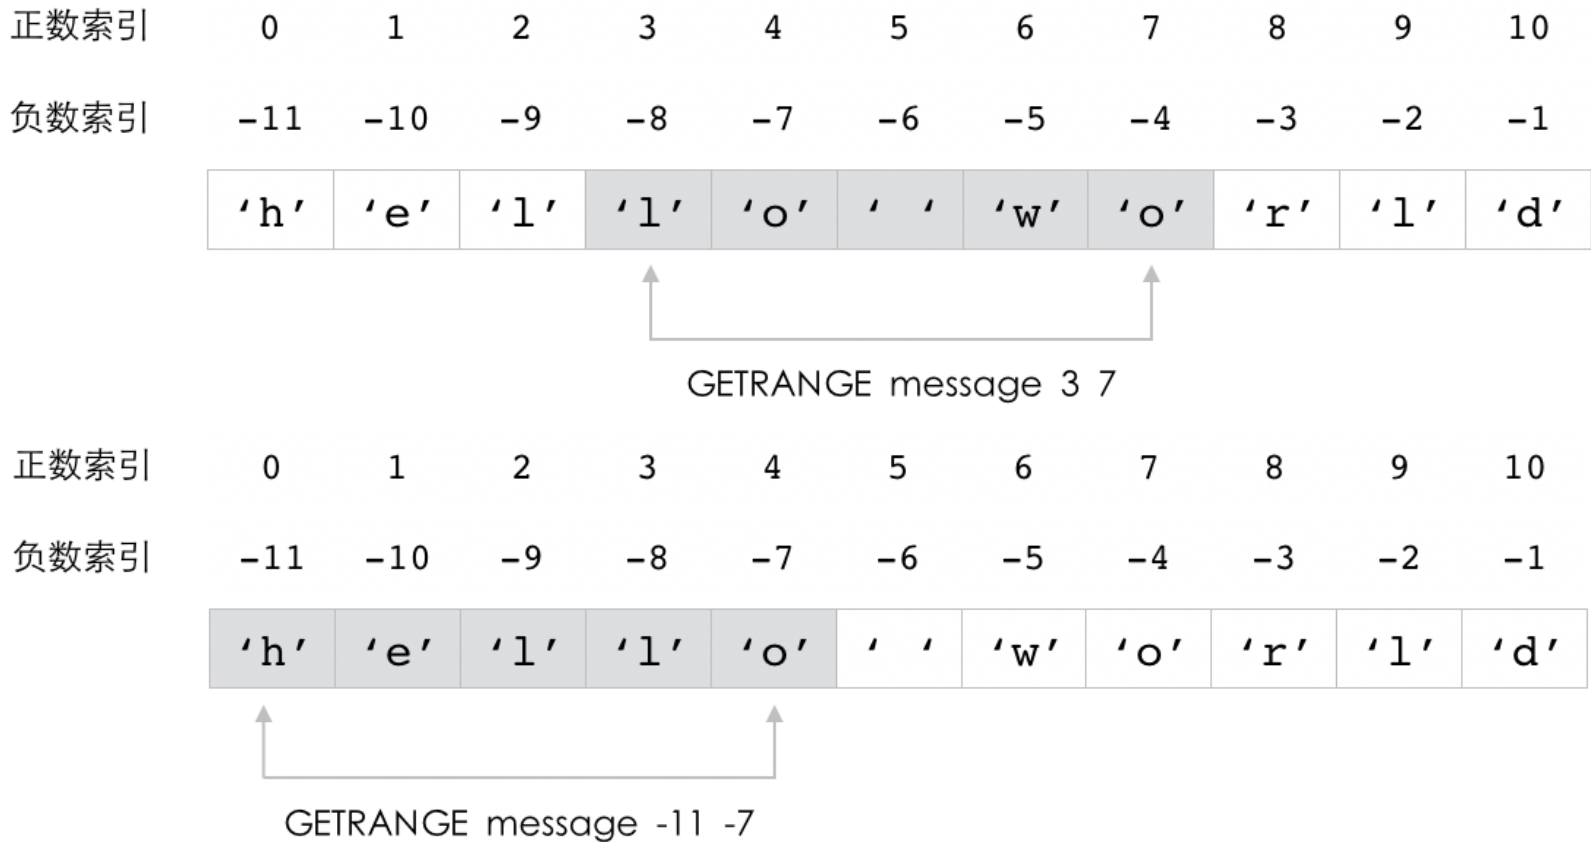 正数索引 0 1 2 3 4 5 6 7 8 9 10
负数索引 -11 -10 -9 -8 -7 -6 -5 -4 -3 -2 -1
‘h’ ‘e’ ‘l’ ‘l’ ‘o’ ‘ ‘ ‘w’ ‘o’ ‘r’ ‘l’ ‘d’
GETRANGE message 3 7
正数索引 0 1 2 3 4 5 6 7 8 9 10
负数索引 -11 -10 -9 -8 -7 -6 -5 -4 -3 -2 -1
‘h’ ‘e’ ‘l’ ‘l’ ‘o’ ‘ ‘ ‘w’ ‘o’ ‘r’ ‘l’ ‘d’
GETRANGE message -11 -7